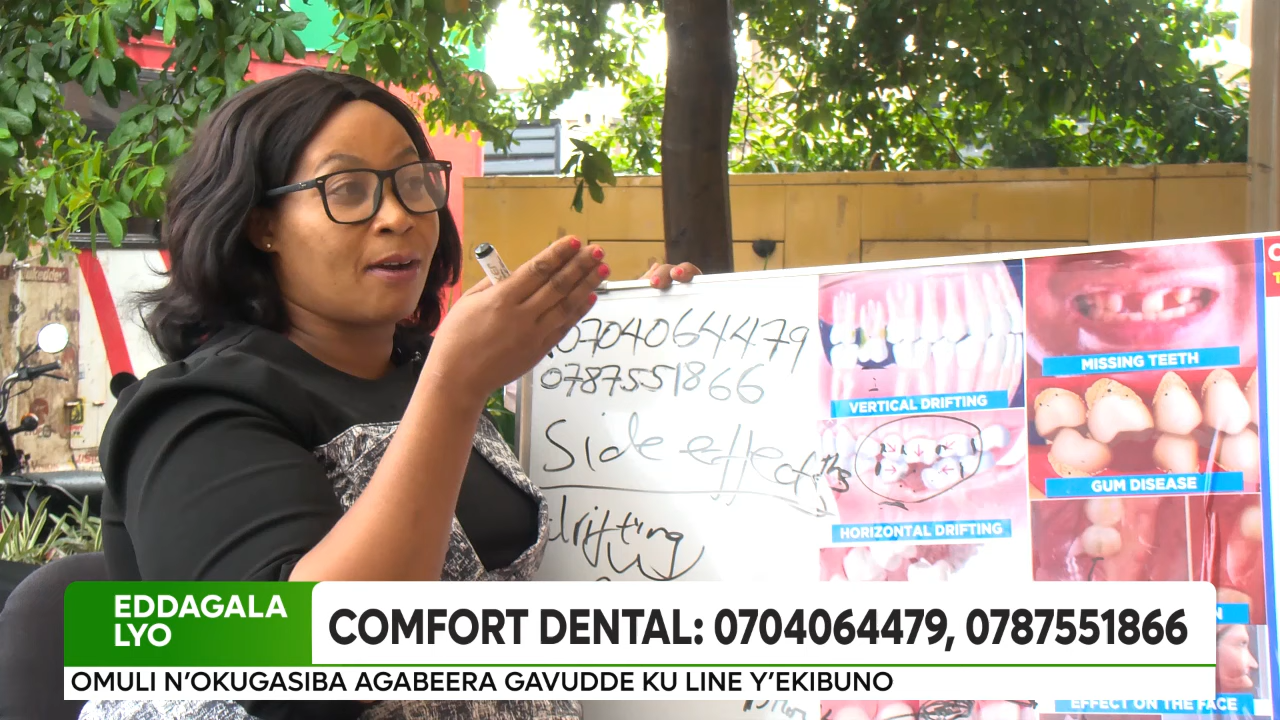 0704064479
0787551866
Side effects
drifting
VERTICAL DRIFTING
HORIZONTAL DRIFTING
MISSING TEETH
GUM DISEASE
EFFECT ON THE FACE
EDDAGALA
LYO
COMFORT DENTAL: 0704064479, 0787551866
OMULI N’OKUGASIBA AGABEERA GAVUDDE KU LINE Y’EKIBUNO